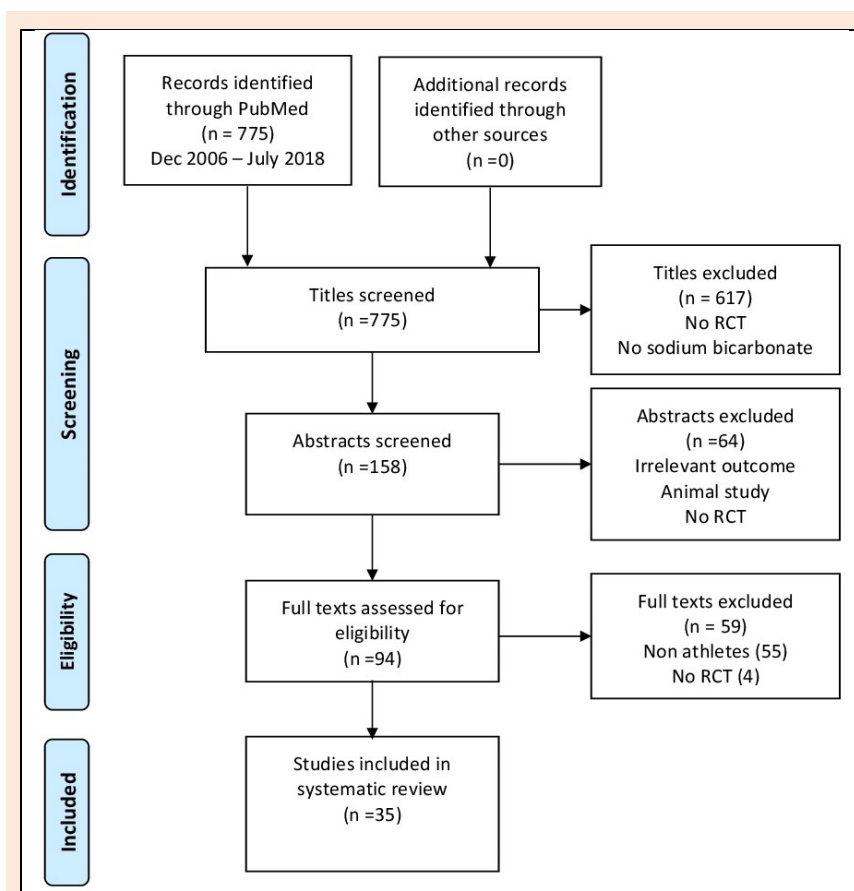 Identification
Records identified
through PubMed
(n = 775)
Dec 2006 – July 2018
Additional records
identified through
other sources
(n =0)
Screening
Titles screened
(n =775)
Titles excluded
(n = 617)
No RCT
No sodium bicarbonate
Abstracts screened
(n =158)
Abstracts excluded
(n =64)
Irrelevant outcome
Animal study
No RCT
Eligibility
Full texts assessed for
eligibility
(n =94)
Full texts excluded
(n = 59)
Non athletes (55)
No RCT (4)
Included
Studies included in
systematic review
(n =35)